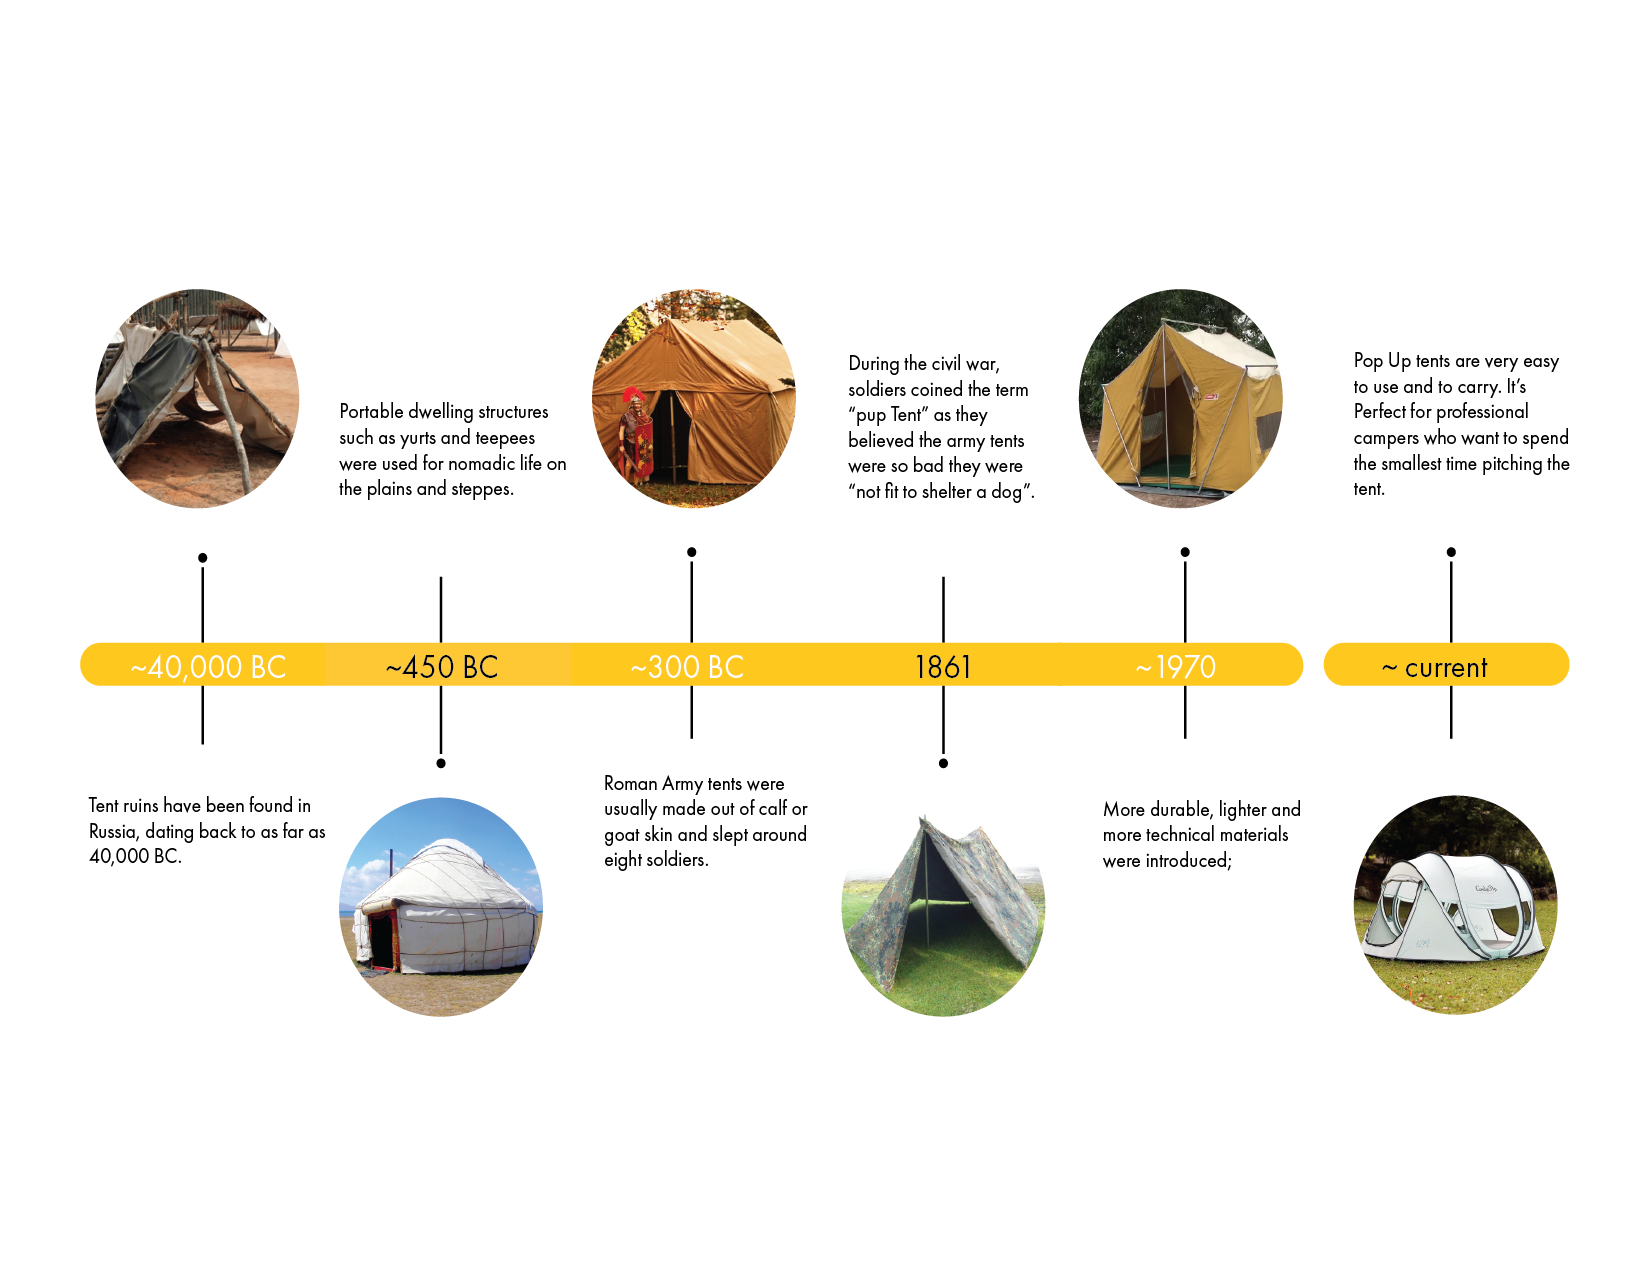 During the civil war,
soldiers coined the term
“pup Tent” as they
believed the army tents
were so bad they were
“not fit to shelter a dog”.
Pop Up tents are very easy
to use and to carry. It’s
Perfect for professional
campers who want to spend
the smallest time pitching the
tent.
Portable dwelling structures
such as yurts and teepees
were used for nomadic life on
the plains and steppes.
~40,000 BC
~450 BC
~300 BC
1861
~1970
~ current
Tent ruins have been found in
Russia, dating back to as far as
40,000 BC.
Roman Army tents were
usually made out of calf or
goat skin and slept around
eight soldiers.
More durable, lighter and
more technical materials
were introduced;